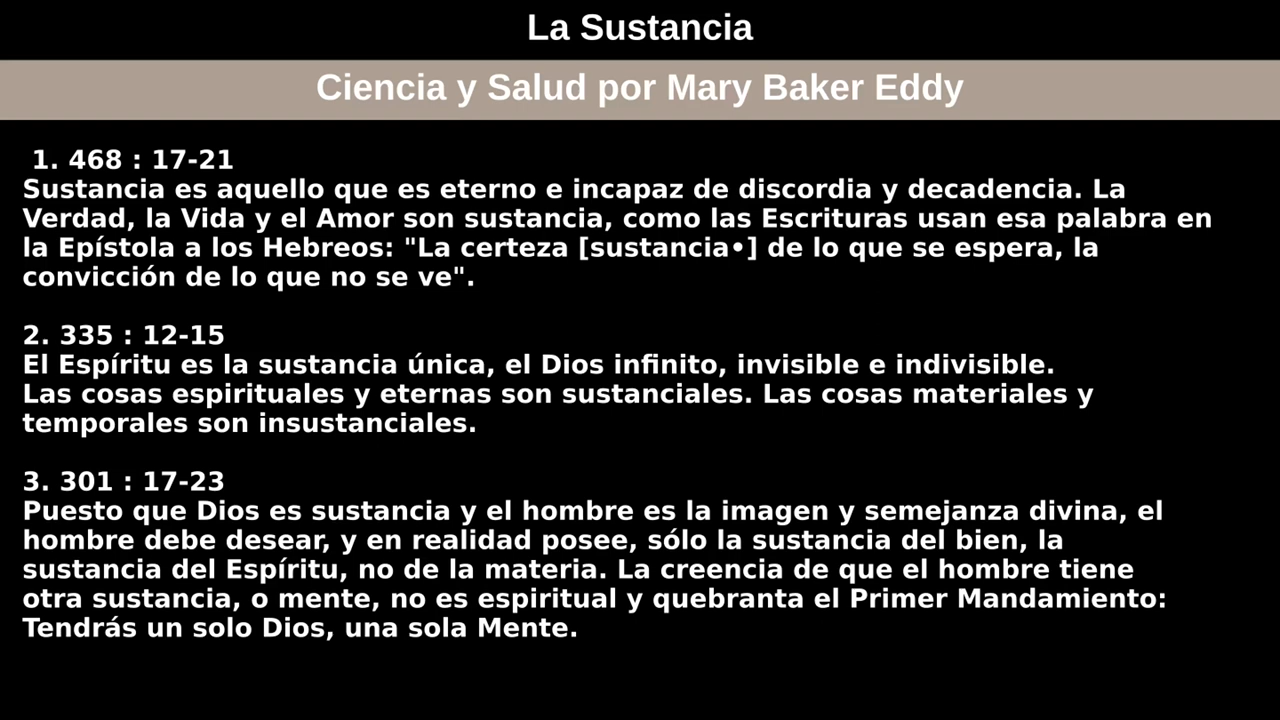 La Sustancia
Ciencia y Salud por Mary Baker Eddy
1. 468 : 17-21
Sustancia es aquello que es eterno e incapaz de discordia y decadencia. La
Verdad, la Vida y el Amor son sustancia, como las Escrituras usan esa palabra en
la Epístola a los Hebreos: "La certeza [sustancia•] de lo que se espera, la
convicción de lo que no se ve".
2. 335 : 12-15
El Espíritu es la sustancia única, el Dios infinito, invisible e indivisible.
Las cosas espirituales y eternas son sustanciales. Las cosas materiales y
temporales son insustanciales.
3. 301 : 17-23
Puesto que Dios es sustancia y el hombre es la imagen y semejanza divina, el
hombre debe desear, y en realidad posee, sólo la sustancia del bien, la
sustancia del Espíritu, no de la materia. La creencia de que el hombre tiene
otra sustancia, o mente, no es espiritual y quebranta el Primer Mandamiento:
Tendrás un solo Dios, una sola Mente.